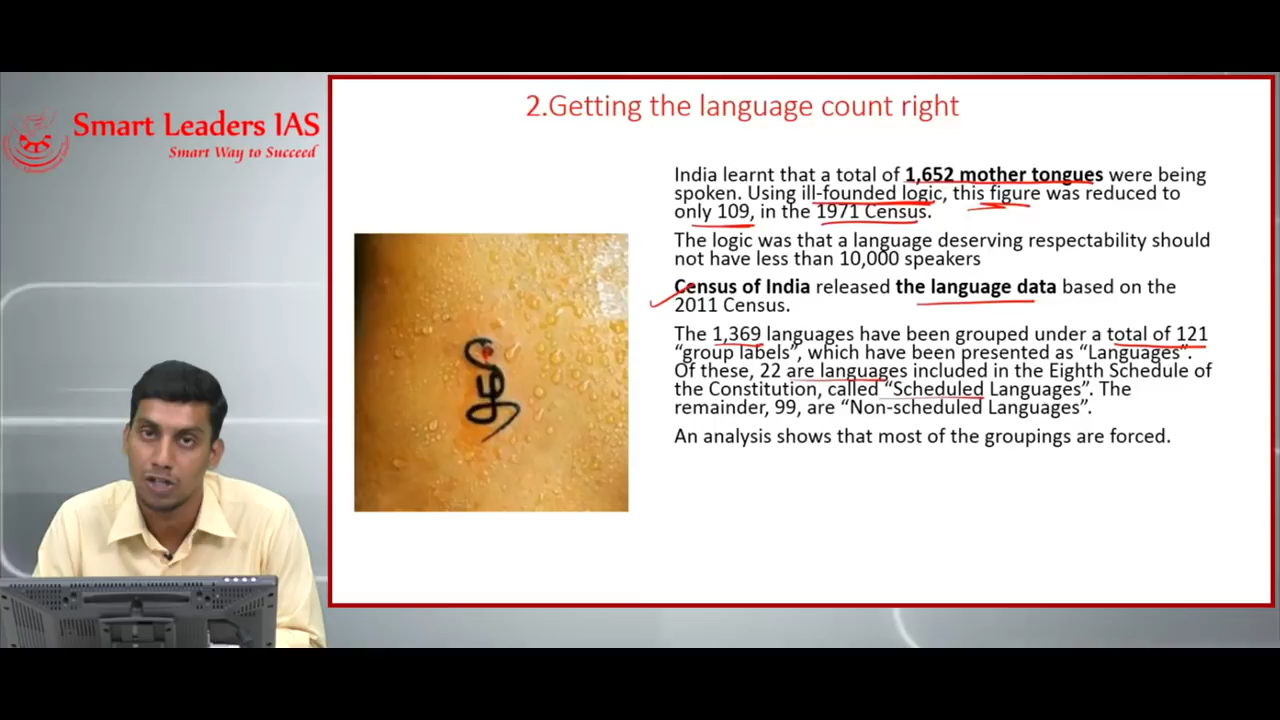 Smart Leaders IAS
Smart Way to Succeed
2.Getting the language count right
India learnt that a total of 1,652 mother tongues were being
spoken. Using ill-founded logic, this figure was reduced to
only 109, in the 1971 Census.
The logic was that a language deserving respectability should
not have less than 10,000 speakers
Census of India released the language data based on the
2011 Census.
The 1,369 languages have been grouped under a total of 121
“group labels”, which have been presented as “Languages”.
Of these, 22 are languages included in the Eighth Schedule of
the Constitution, called “Scheduled Languages”. The
remainder, 99, are “Non-scheduled Languages”.
An analysis shows that most of the groupings are forced.